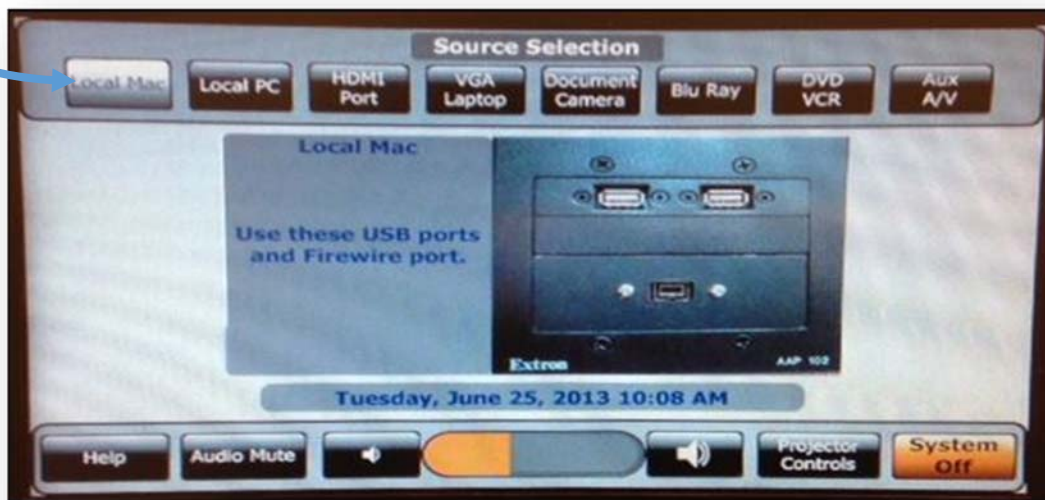 Source Selection
Local Mac
Local PC
HDMI
Port
VGA
Laptop
Document
Camera
Blu Ray
DVD
VCR
Aux
A/V
Local Mac
Use these USB ports
and Firewire port.
Extron
AAP 102
Tuesday, June 25, 2013 10:08 AM
Help
Audio Mute
Projector
Controls
System
Off